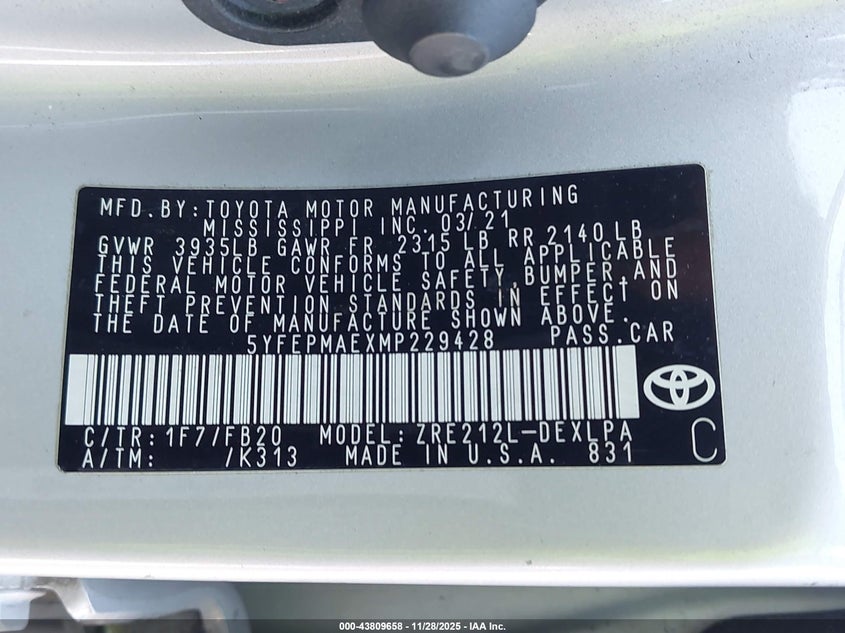 MFD.BY:TOYOTA MOTOR MANUFACTURING
MISSISSIPPI INC. 03/21
GVWR 3935LB GAWR FR 2315LB RR 2140LB
THIS VEHICLE CONFORMS TO ALL APPLICABLE
FEDERAL MOTOR VEHICLE SAFETY,BUMPER,AND
THEFT PREVENTION STANDARDS IN EFFECT ON
THE DATE OF MANUFACTURE SHOWN ABOVE.
5YFEPMAEXMP229428 PASS.CAR
C/TR:1F7/FB20 MODEL:ZRE212L-DEXLPA
A/TM: /K313 MADE IN U.S.A. 831
C
000-43809658 - 11/28/2025 - IAA Inc.